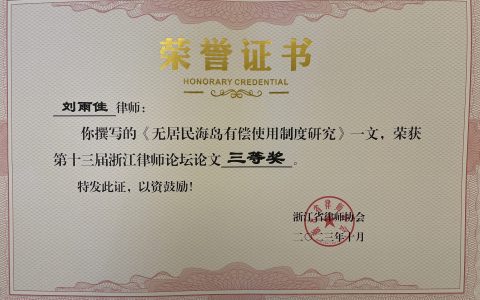 荣誉证书
HONORARY CREDENTIAL
刘雨佳律师:
你撰写的《无居民海岛有偿使用制度研究》一文,荣获
第十三届浙江律师论坛论文三等奖。
特发此证,以资鼓励!
浙江省律师协会
二〇二三年十月